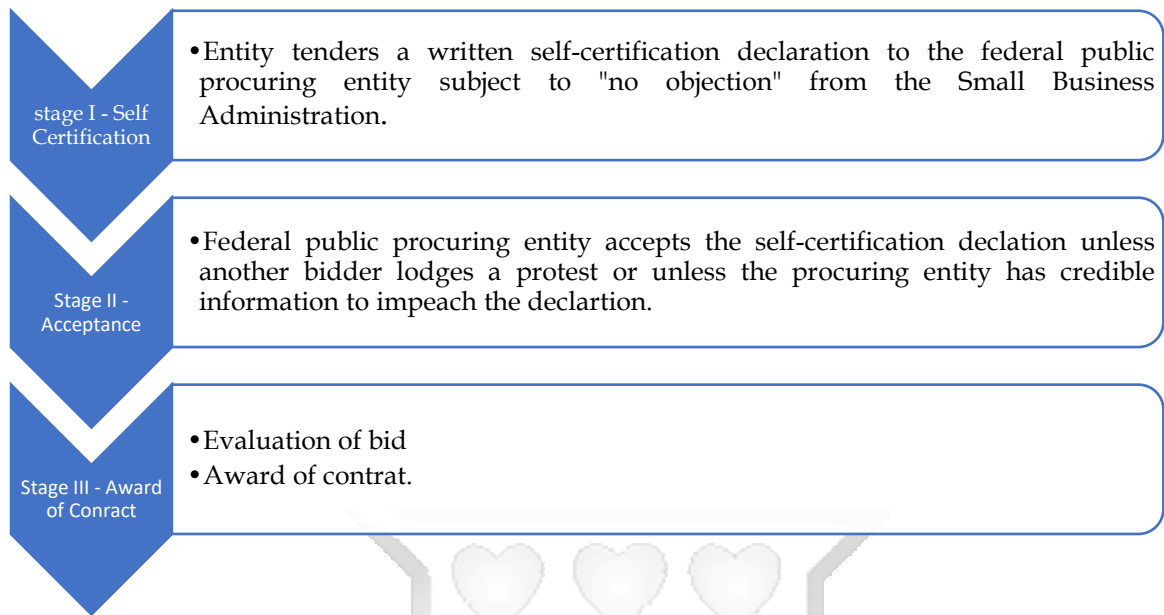 stage I - Self
Certification
•Entity tenders a written self-certification declaration to the federal public
procuring entity subject to "no objection" from the Small Business
Administration.
Stage II -
Acceptance
•Federal public procuring entity accepts the self-certification declation unless
another bidder lodges a protest or unless the procuring entity has credible
information to impeach the declartion.
Stage III - Award
of Conract
•Evaluation of bid
•Award of contrat.